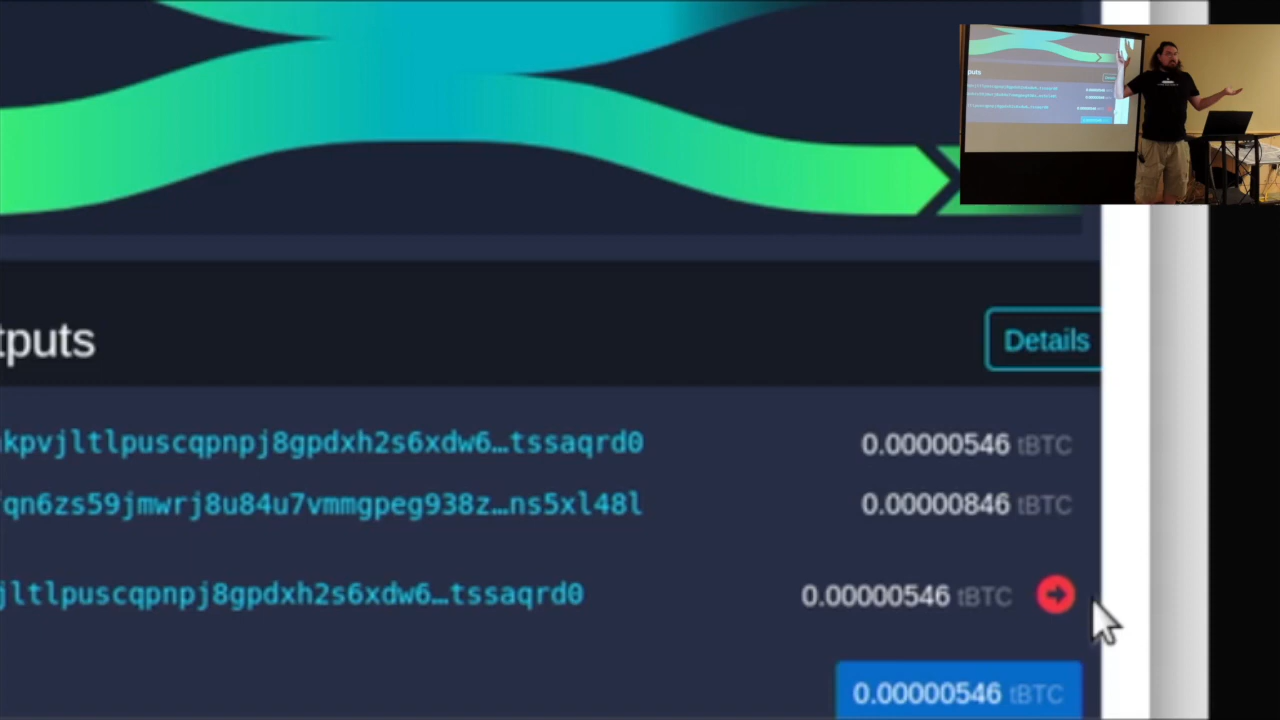 tputs
Details
kpvjltlpuscqpnpj8gpdxh2s6xdw6…tssaqrd0
0.00000546 tBTC
qn6zs59jmwrj8u84u7vmmgpeg938z…ns5xl48l
0.00000846 tBTC
jltlpuscqpnpj8gpdxh2s6xdw6…tssaqrd0
0.00000546 tBTC
0.00000546 tBTC